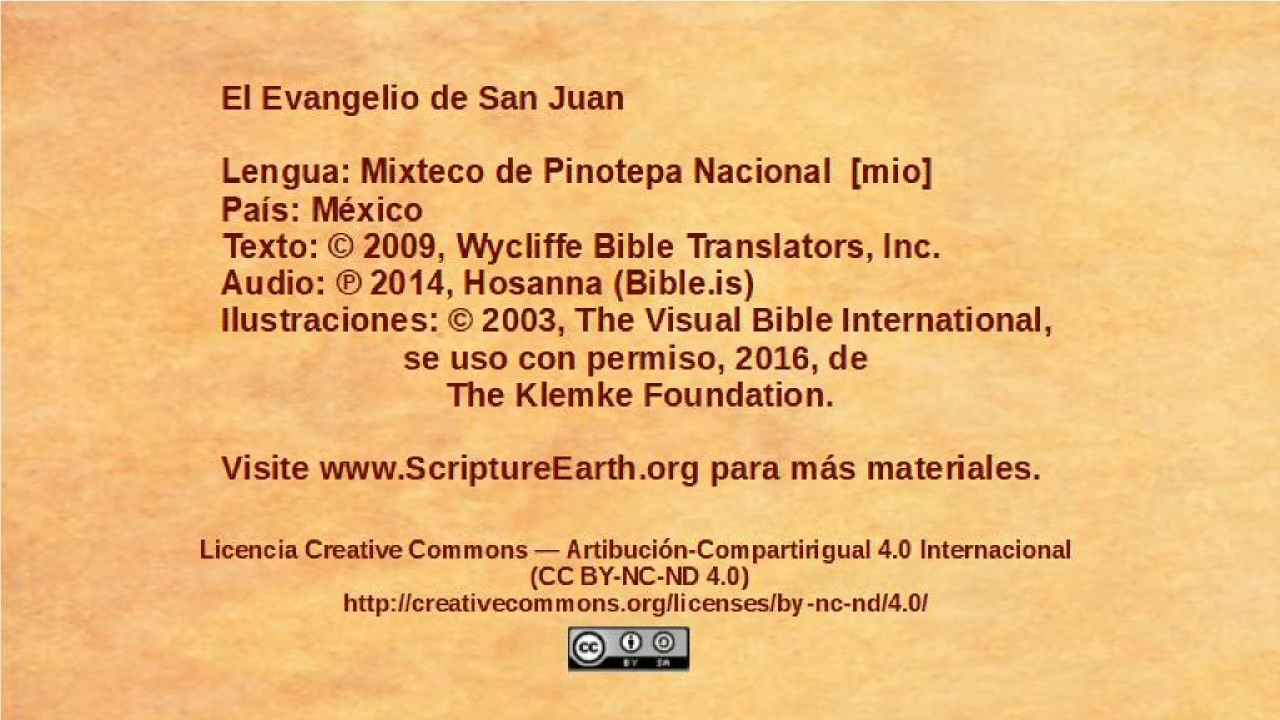 El Evangelio de San Juan
Lengua: Mixteco de Pinotepa Nacional [mio]
País: México
Texto: © 2009, Wycliffe Bible Translators, Inc.
Audio: ℗ 2014, Hosanna (Bible.is)
Ilustraciones: © 2003, The Visual Bible International,
se uso con permiso, 2016, de
The Klemke Foundation.
Visite www.ScriptureEarth.org para más materiales.
Licencia Creative Commons — Artibución-Compartirigual 4.0 Internacional
(CC BY-NC-ND 4.0)
http://creativecommons.org/licenses/by-nc-nd/4.0/
cc BY SA